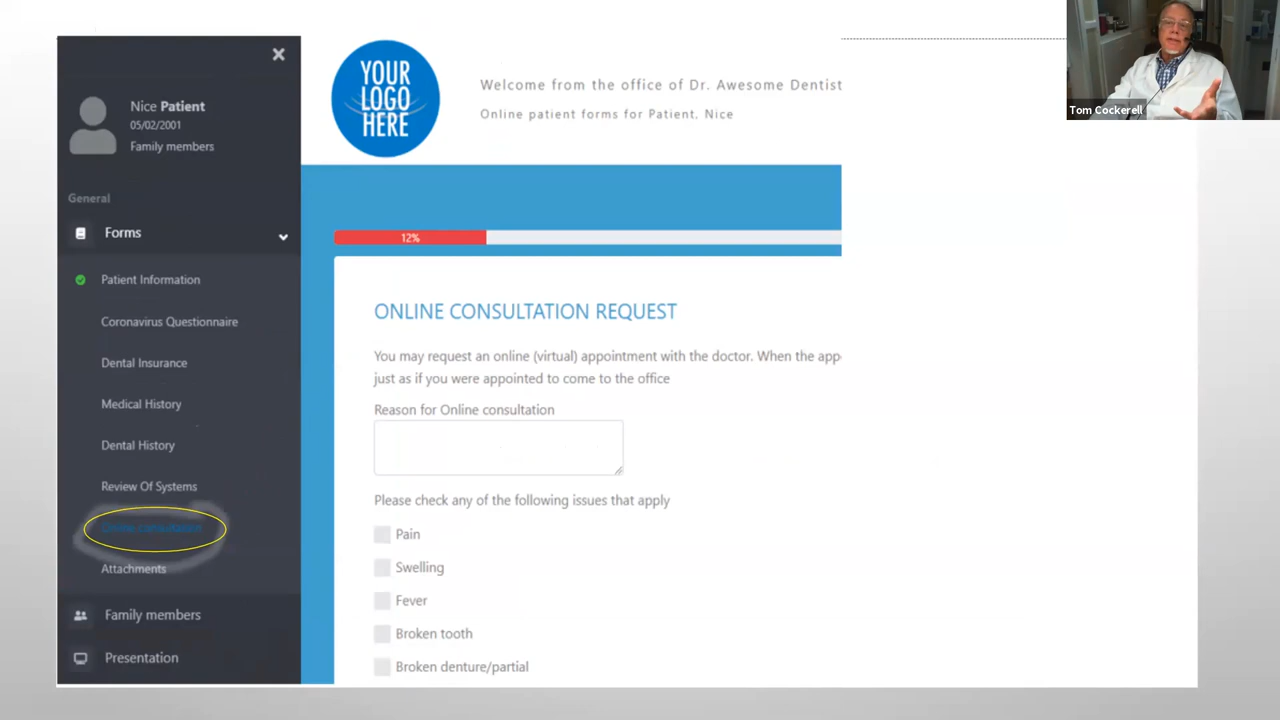 Nice Patient
05/02/2001
Family members
General
Forms
Patient Information
Coronavirus Questionnaire
Dental Insurance
Medical History
Dental History
Review Of Systems
Online consultation
Attachments
Family members
Presentation
YOUR
LOGO
HERE
Welcome from the office of Dr. Awesome Dentist
Online patient forms for Patient, Nice
12%
ONLINE CONSULTATION REQUEST
You may request an online (virtual) appointment with the doctor. When the app
just as if you were appointed to come to the office
Reason for Online consultation
Please check any of the following issues that apply
Pain
Swelling
Fever
Broken tooth
Broken denture/partial
Tom Cockerell